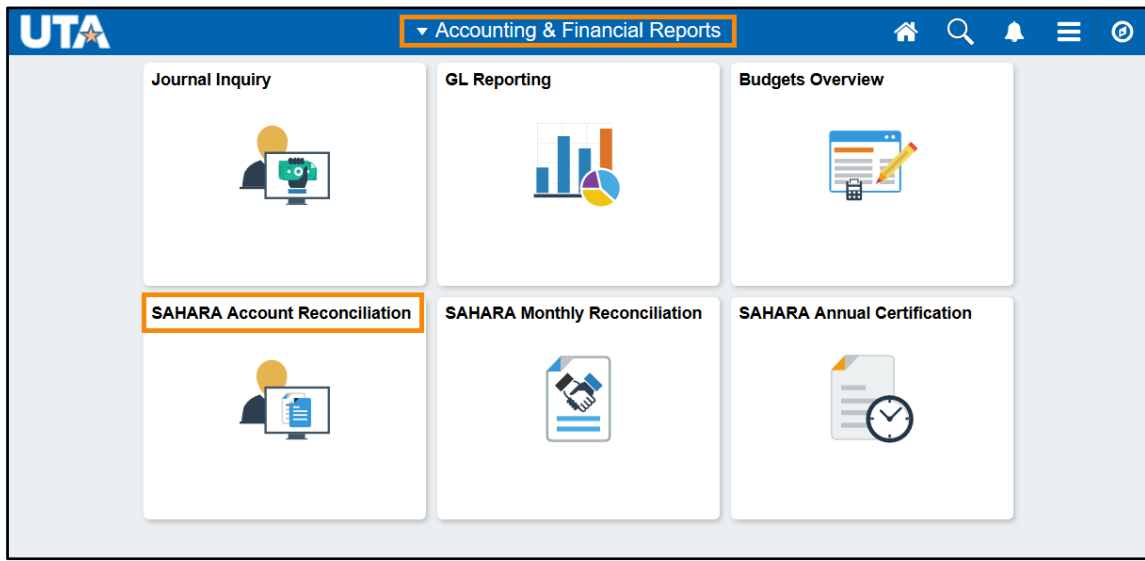 UTA
Accounting & Financial Reports
Journal Inquiry
GL Reporting
Budgets Overview
SAHARA Account Reconciliation
SAHARA Monthly Reconciliation
SAHARA Annual Certification